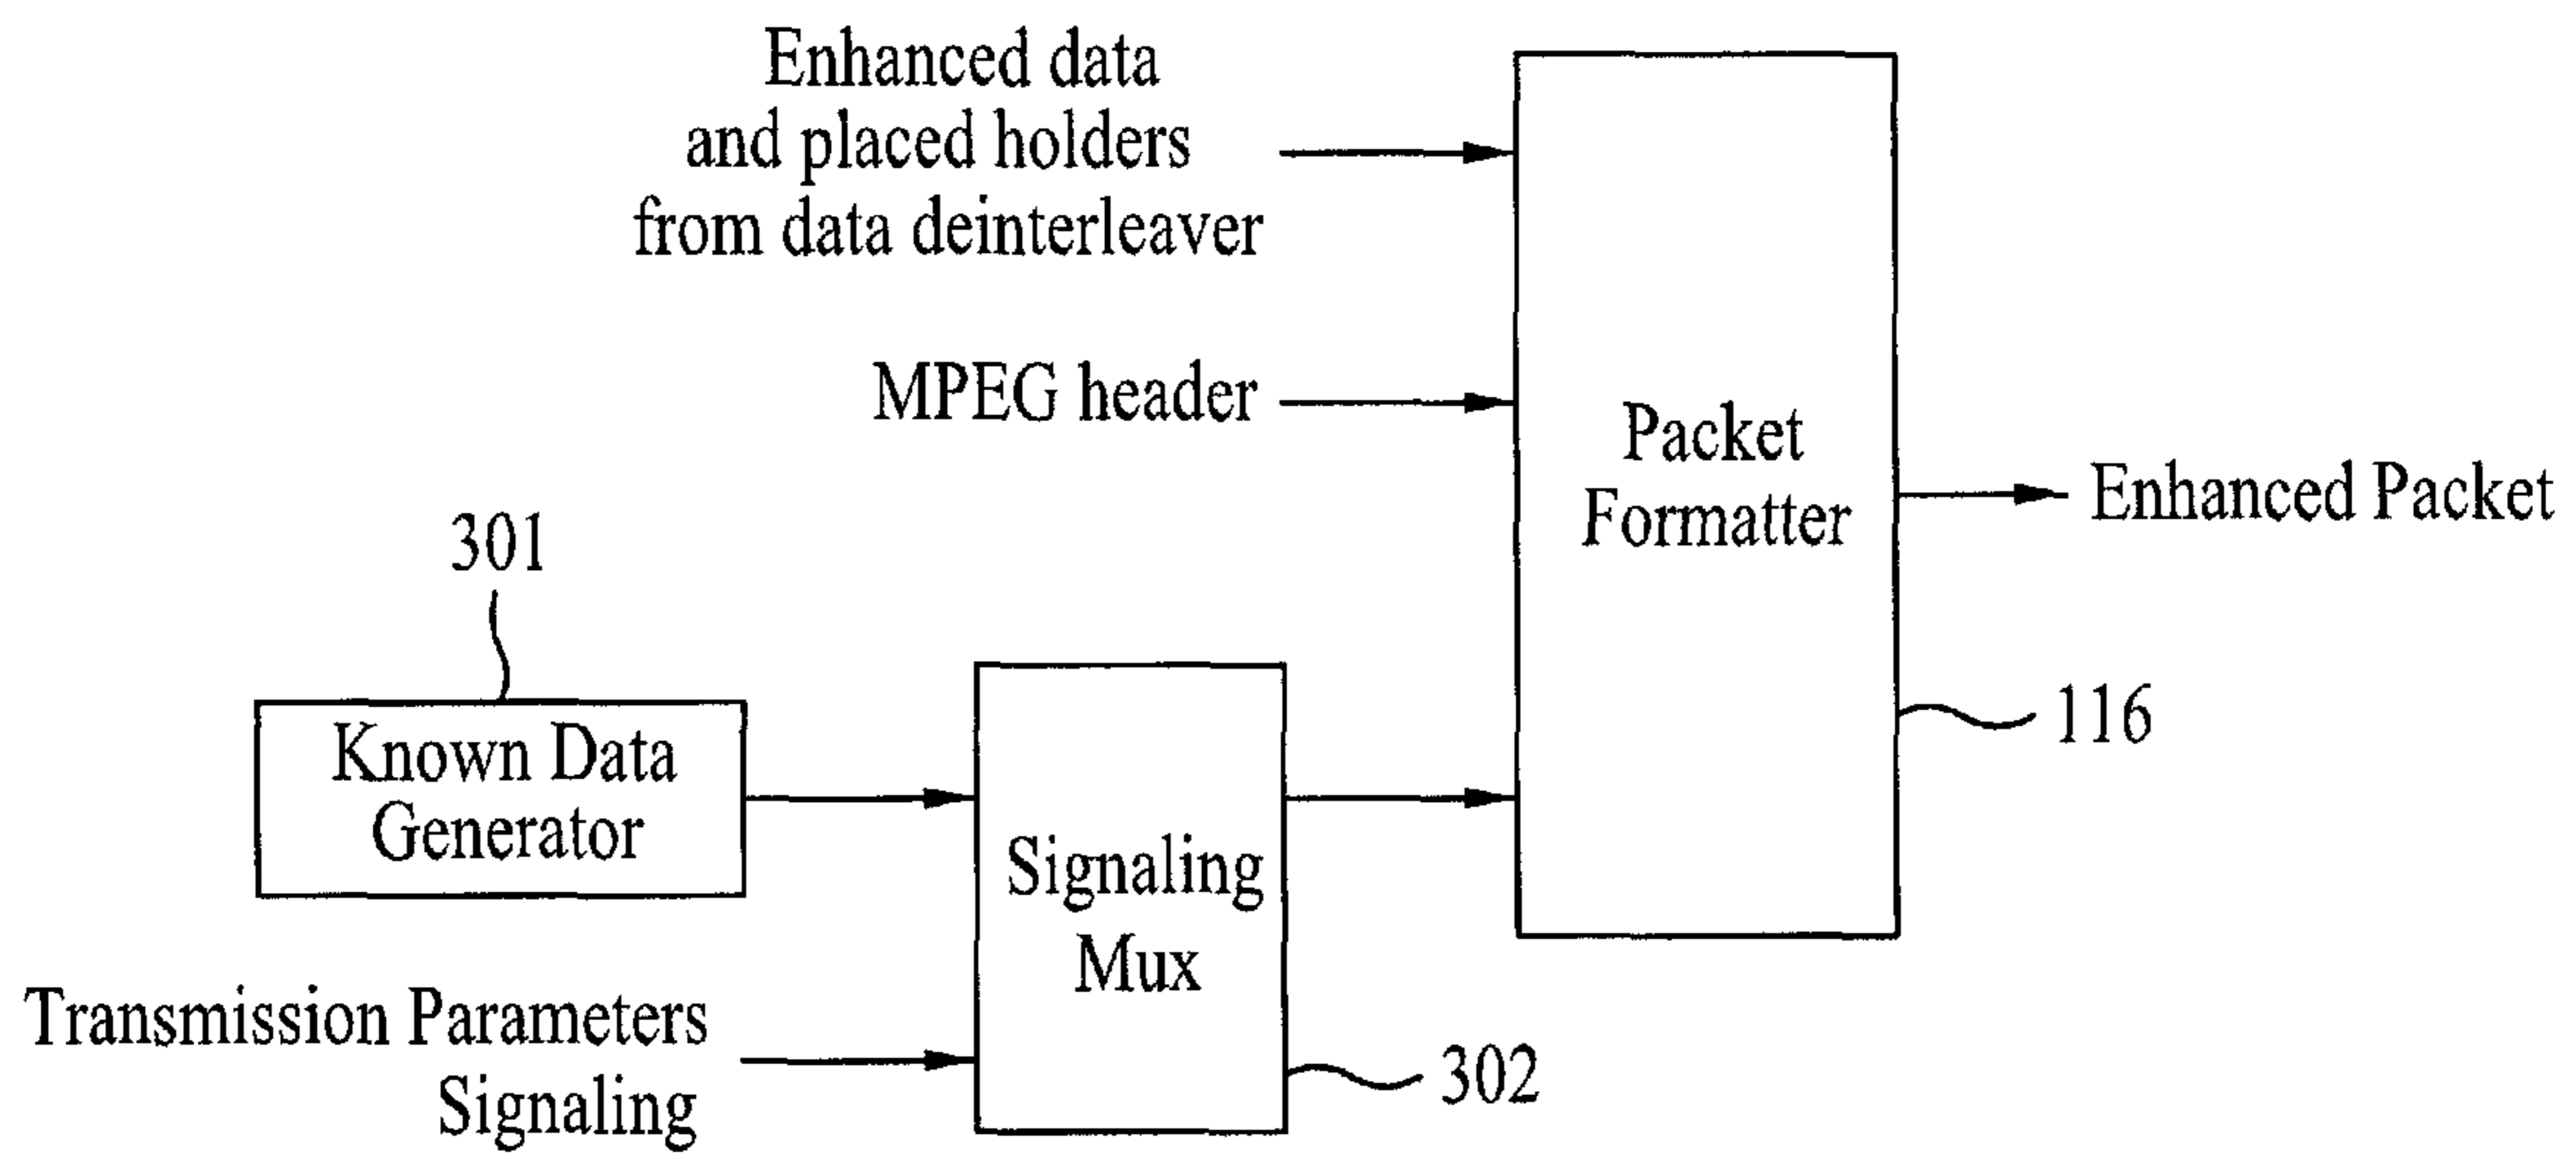 Enhanced data
and placed holders
from data deinterleaver
MPEG header
Packet
Formatter
Enhanced Packet
301
116
Known Data
Generator
Signaling
Mux
Transmission Parameters
Signaling
302